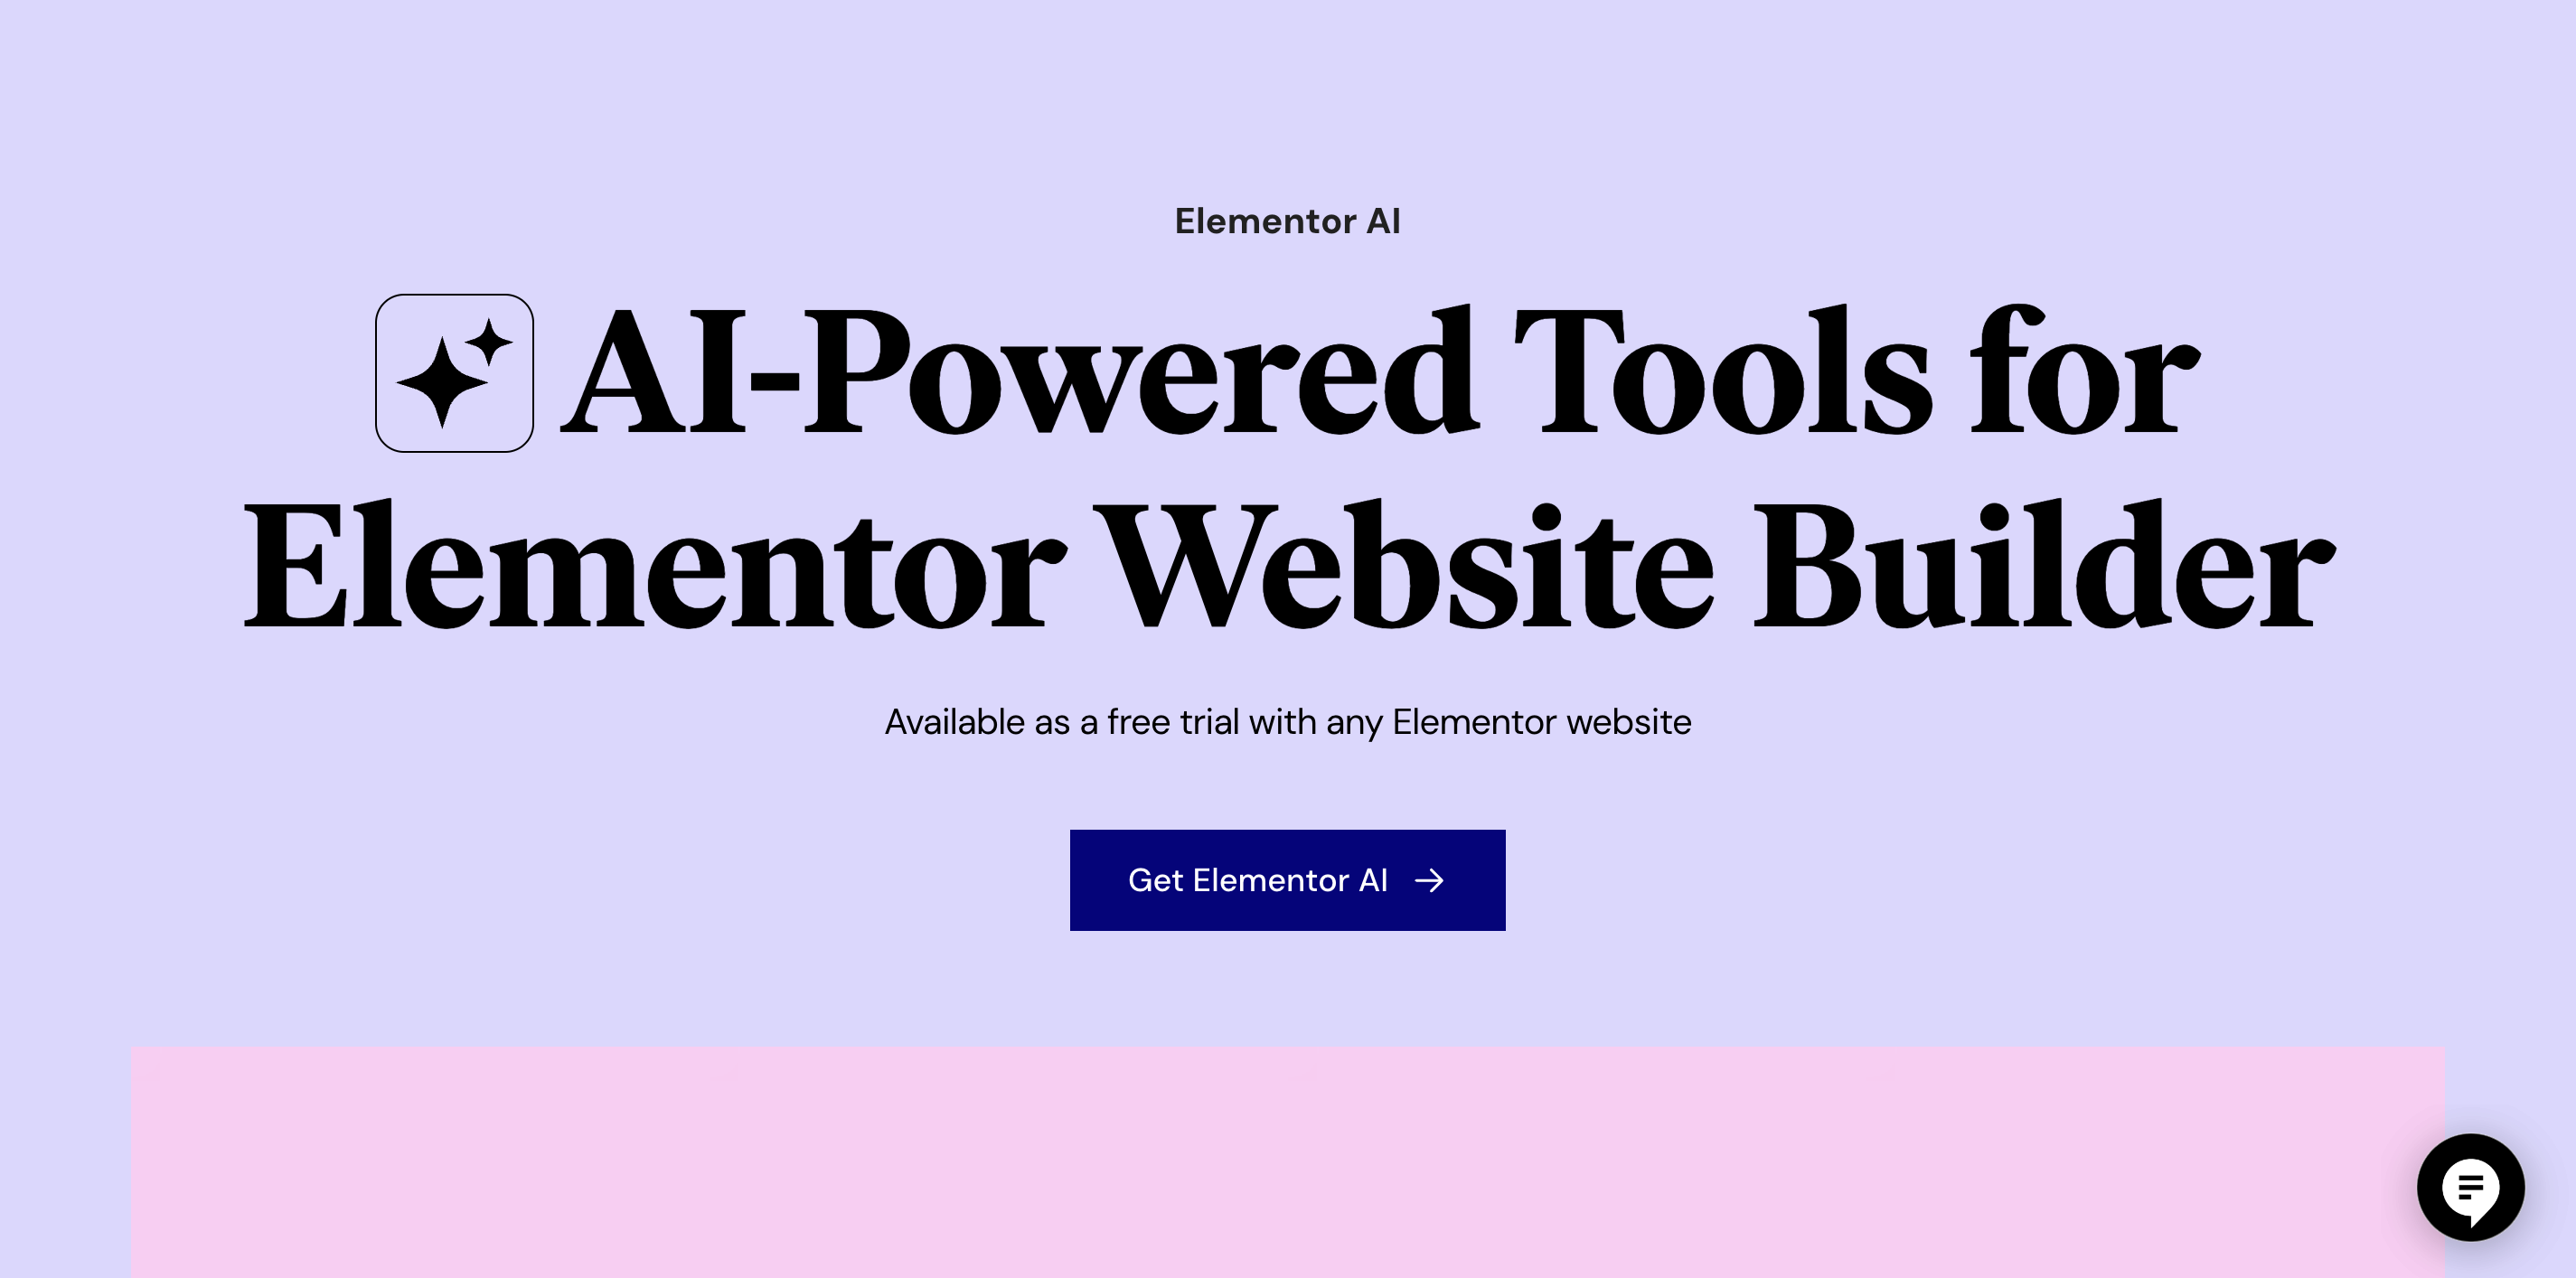 Elementor AI
AI-Powered Tools for
Elementor Website Builder
Available as a free trial with any Elementor website
Get Elementor AI →